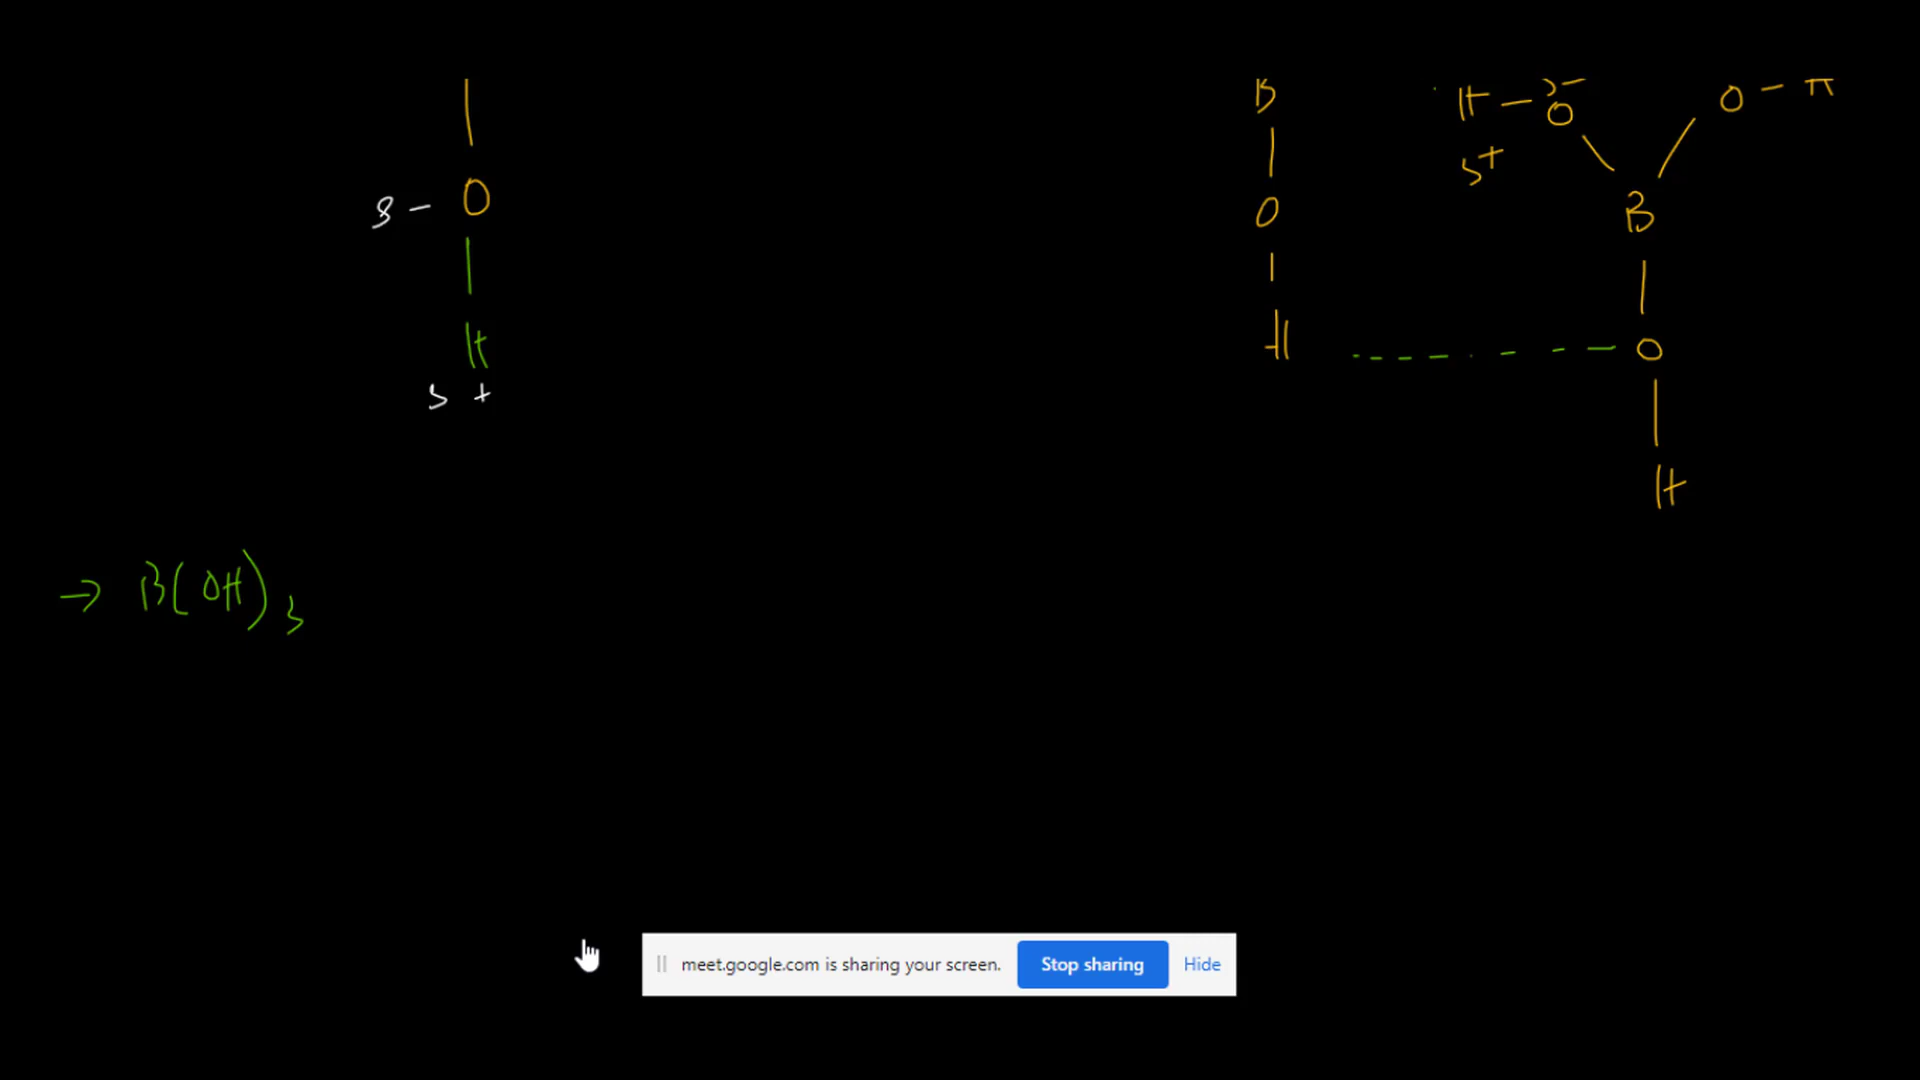 B H - O δ- O - H
δ+
δ - O O B
H H O
δ +
H
→ B(OH)3
meet.google.com is sharing your screen. Stop sharing Hide